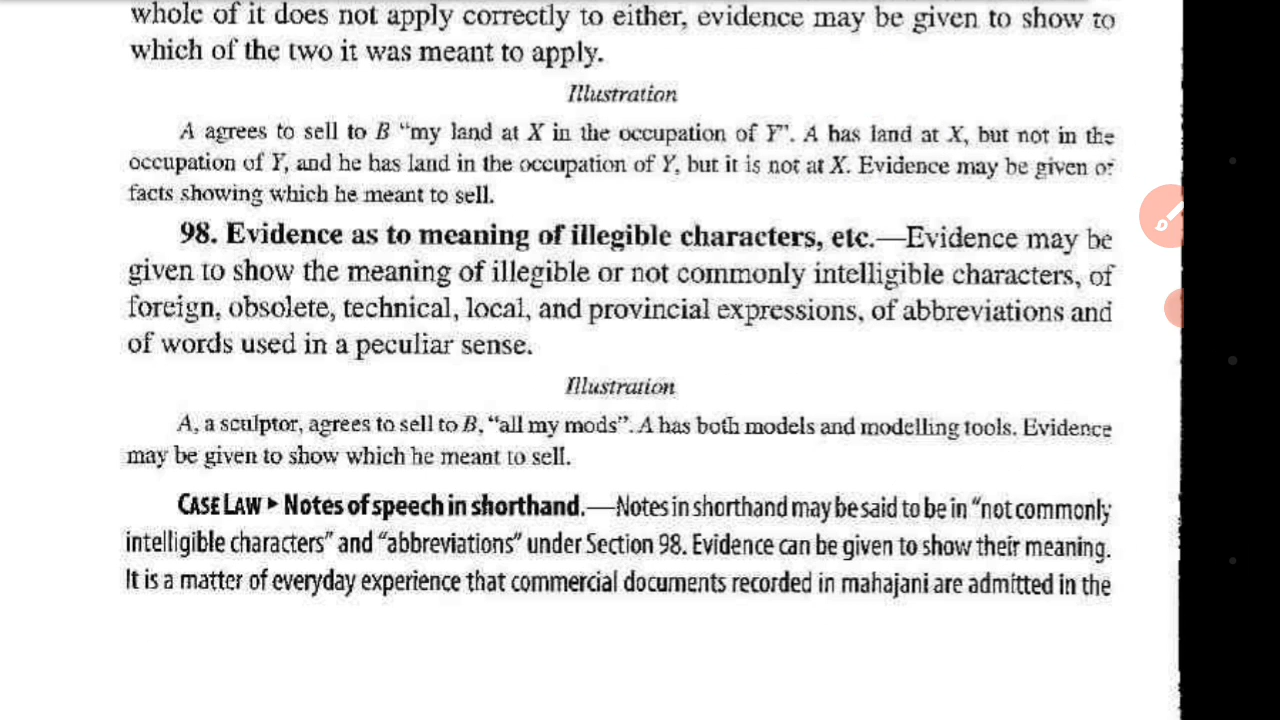 whole of it does not apply correctly to either, evidence may be given to show to
which of the two it was meant to apply.
Illustration
A agrees to sell to B “my land at X in the occupation of Y”. A has land at X, but not in the
occupation of Y, and he has land in the occupation of Y, but it is not at X. Evidence may be given of
facts showing which he meant to sell.
98. Evidence as to meaning of illegible characters, etc.—Evidence may be
given to show the meaning of illegible or not commonly intelligible characters, of
foreign, obsolete, technical, local, and provincial expressions, of abbreviations and
of words used in a peculiar sense.
Illustration
A, a sculptor, agrees to sell to B, “all my mods”. A has both models and modelling tools. Evidence
may be given to show which he meant to sell.
CASE LAW ▸ Notes of speech in shorthand.—Notes in shorthand may be said to be in “not commonly
intelligible characters” and “abbreviations” under Section 98. Evidence can be given to show their meaning.
It is a matter of everyday experience that commercial documents recorded in mahajani are admitted in the